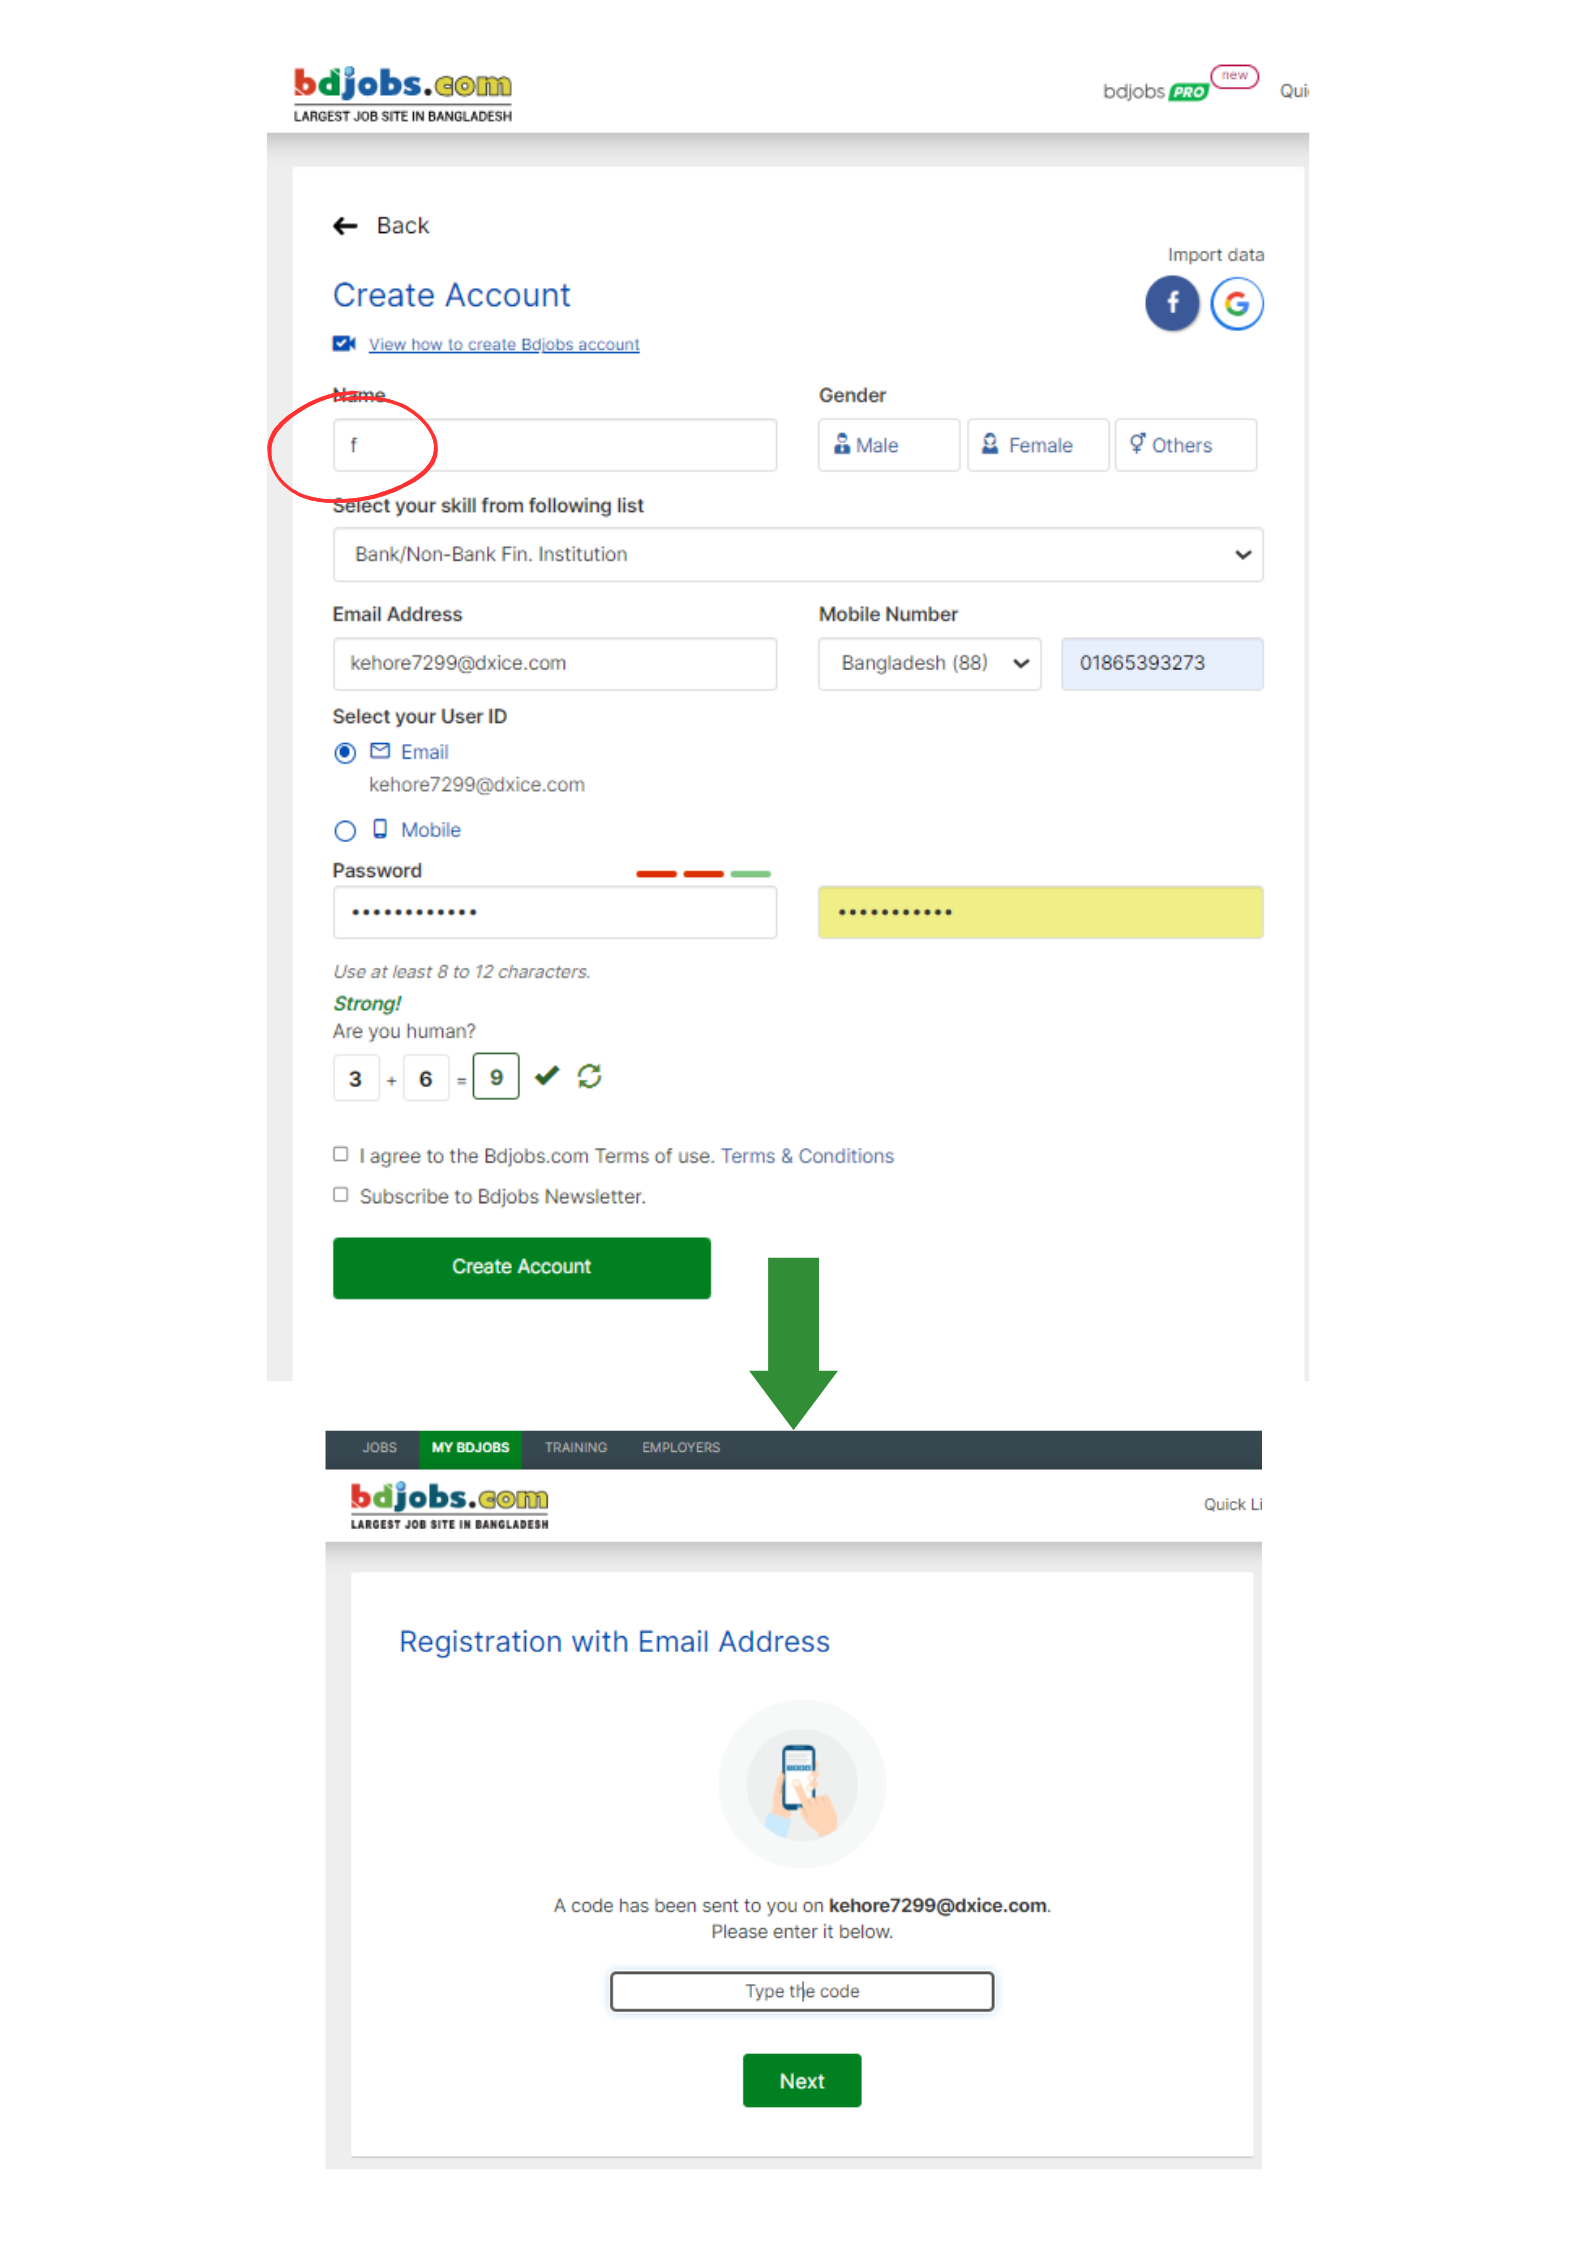 bdjobs.com
LARGEST JOB SITE IN BANGLADESH
bdjobs PRO new
Qui
Back
Import data
Create Account
View how to create Bdjobs account
Name
Gender
f
Male
Female
Others
Select your skill from following list
Bank/Non-Bank Fin. Institution
Email Address
Mobile Number
kehore7299@dxice.com
Bangladesh (88)
01865393273
Select your User ID
Email
kehore7299@dxice.com
Mobile
Password
••••••••••••
•••••••••••
Use at least 8 to 12 characters.
Strong!
Are you human?
3 + 6 = 9
I agree to the Bdjobs.com Terms of use. Terms & Conditions
Subscribe to Bdjobs Newsletter.
Create Account
JOBS MY BDJOBS TRAINING EMPLOYERS
bdjobs.com
LARGEST JOB SITE IN BANGLADESH
Quick Li
Registration with Email Address
A code has been sent to you on kehore7299@dxice.com.
Please enter it below.
Type the code
Next